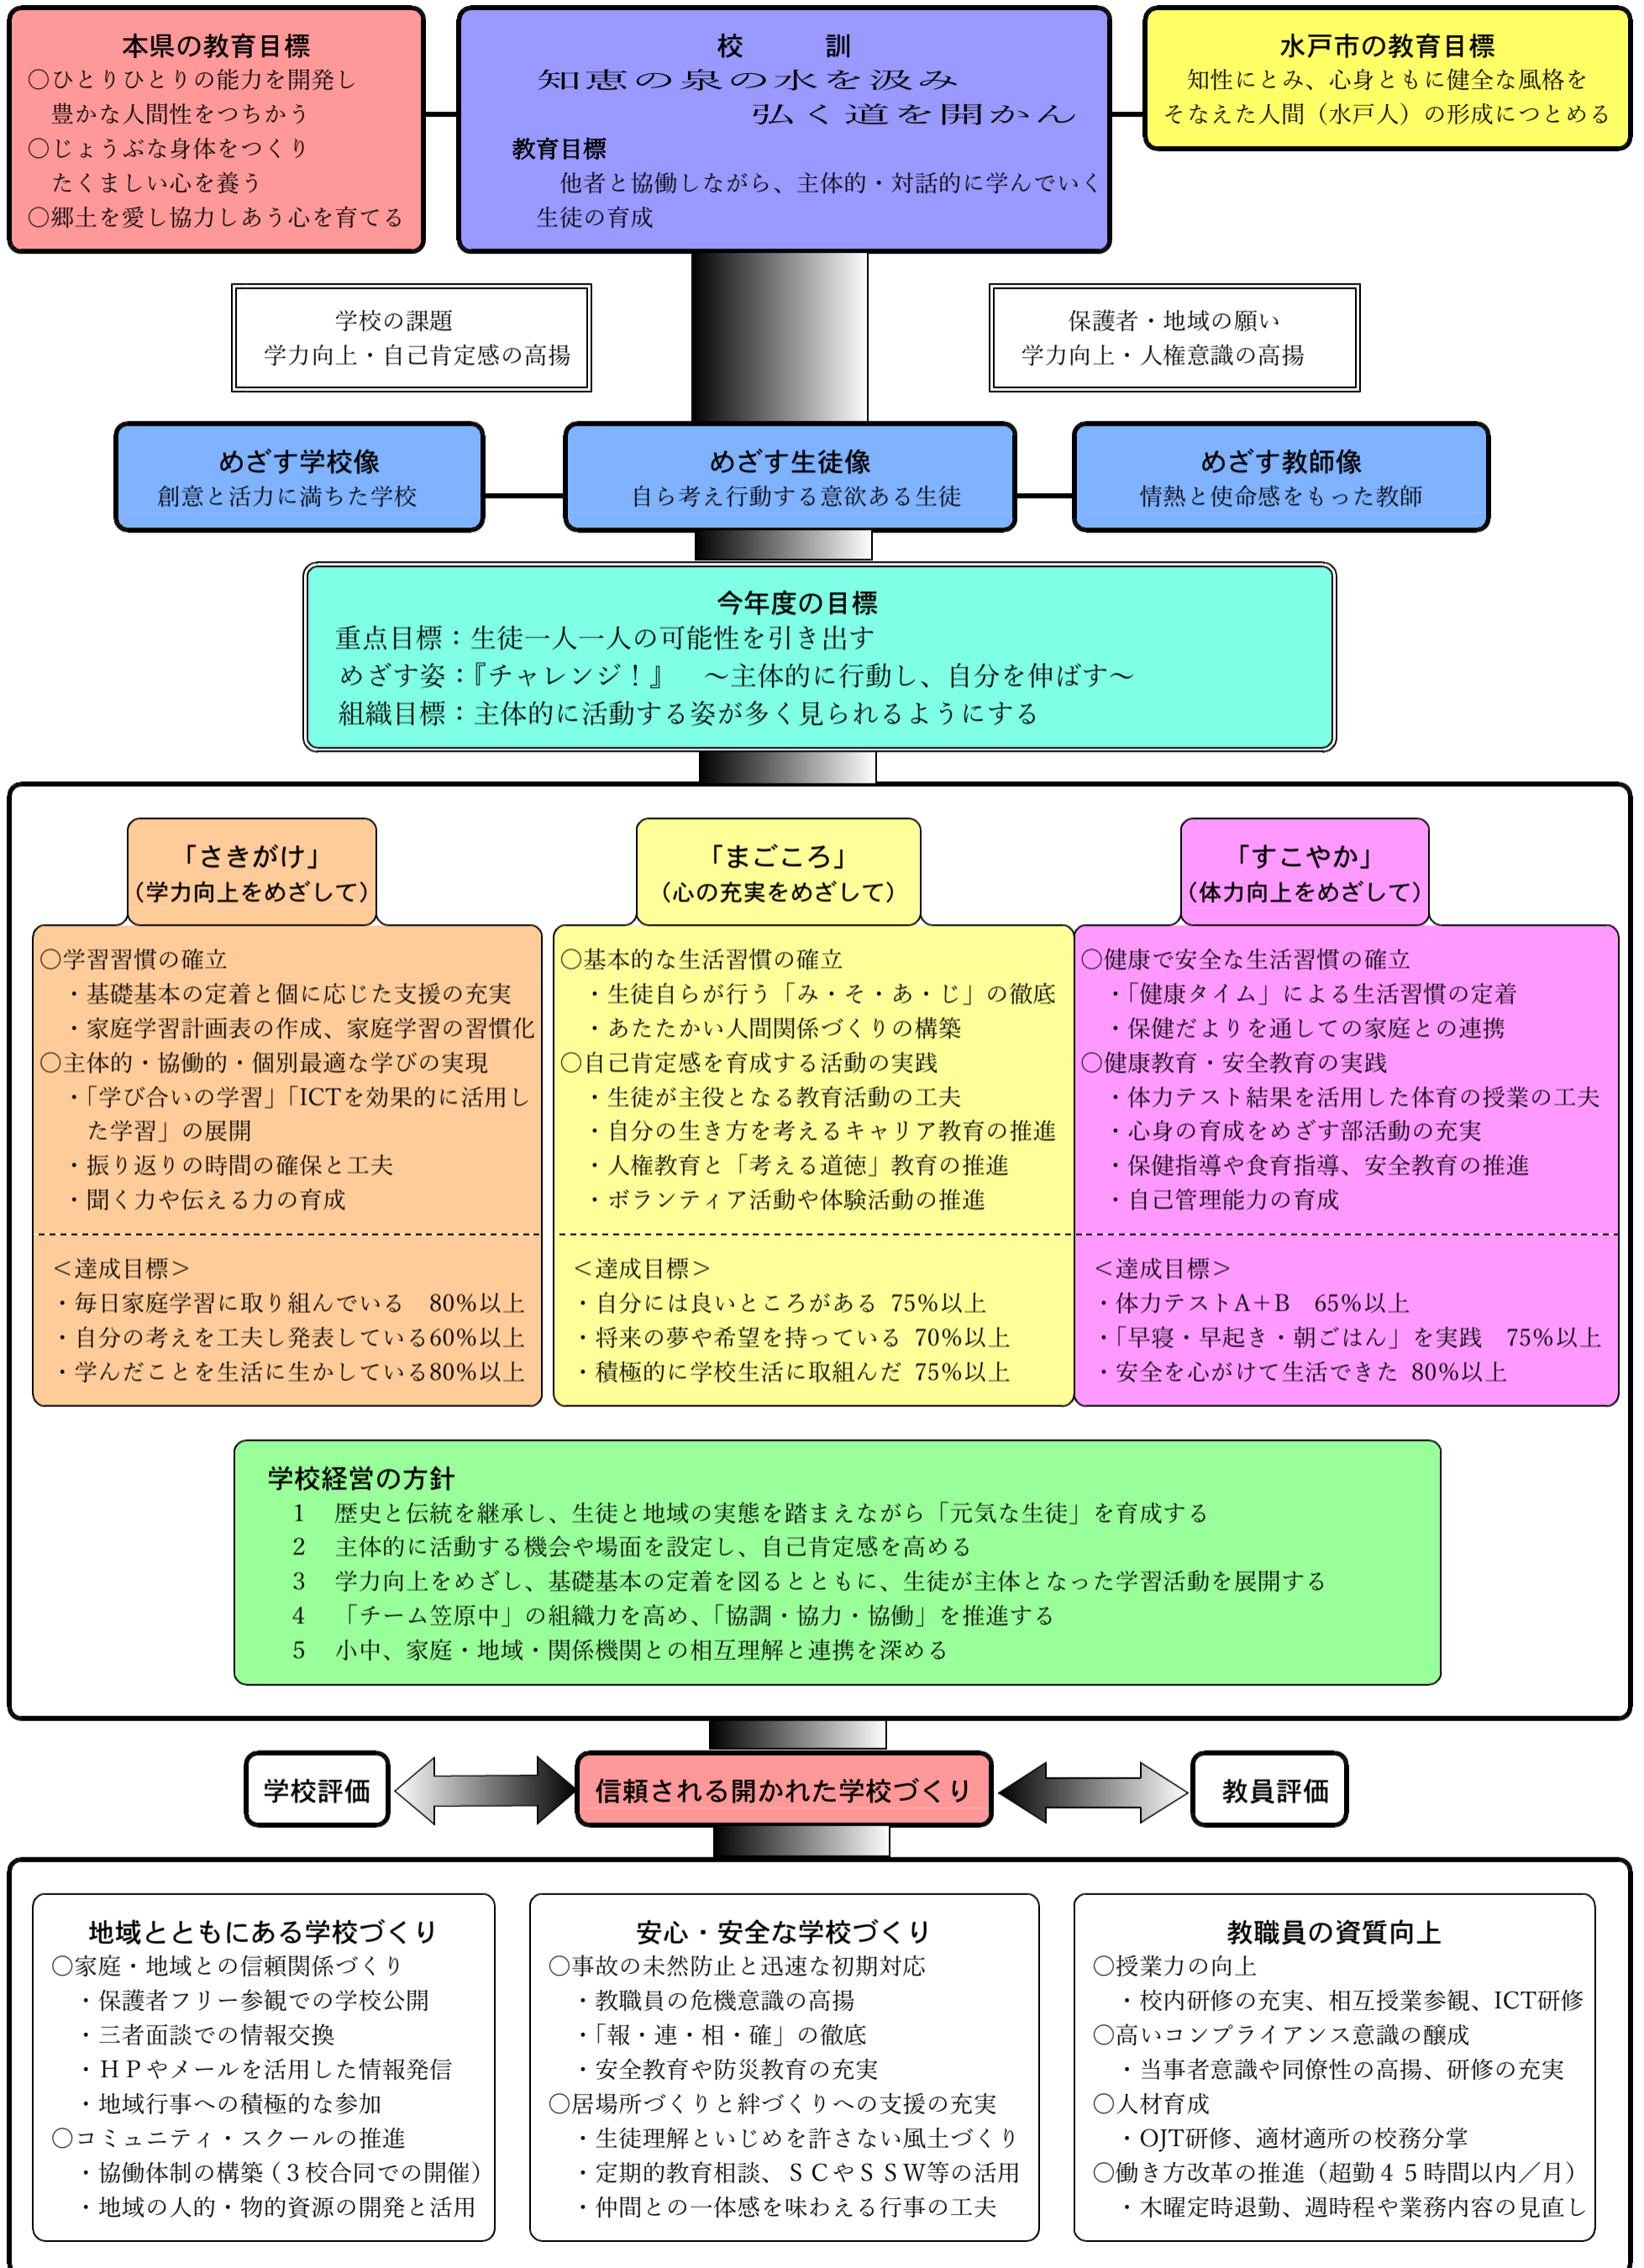 本県の教育目標
○ひとりひとりの能力を開発し
豊かな人間性をつちかう
○じょうぶな身体をつくり
たくましい心を養う
○郷土を愛し協力しあう心を育てる
校　　訓
知恵の泉の水を汲み
弘く道を開かん
教育目標
他者と協働しながら、主体的・対話的に学んでいく
生徒の育成
水戸市の教育目標
知性にとみ、心身ともに健全な風格を
そなえた人間（水戸人）の形成につとめる
学校の課題
学力向上・自己肯定感の高揚
保護者・地域の願い
学力向上・人権意識の高揚
めざす学校像
創意と活力に満ちた学校
めざす生徒像
自ら考え行動する意欲ある生徒
めざす教師像
情熱と使命感をもった教師
今年度の目標
重点目標：生徒一人一人の可能性を引き出す
めざす姿：『チャレンジ！』　～主体的に行動し、自分を伸ばす～
組織目標：主体的に活動する姿が多く見られるようにする
「さきがけ」
（学力向上をめざして）
○学習習慣の確立
・基礎基本の定着と個に応じた支援の充実
・家庭学習計画表の作成、家庭学習の習慣化
○主体的・協働的・個別最適な学びの実現
・「学び合いの学習」「ICTを効果的に活用し
た学習」の展開
・振り返りの時間の確保と工夫
・聞く力や伝える力の育成
＜達成目標＞
・毎日家庭学習に取り組んでいる　80％以上
・自分の考えを工夫し発表している60％以上
・学んだことを生活に生かしている80％以上
「まごころ」
（心の充実をめざして）
○基本的な生活習慣の確立
・生徒自らが行う「み・そ・あ・じ」の徹底
・あたたかい人間関係づくりの構築
○自己肯定感を育成する活動の実践
・生徒が主役となる教育活動の工夫
・自分の生き方を考えるキャリア教育の推進
・人権教育と「考える道徳」教育の推進
・ボランティア活動や体験活動の推進
＜達成目標＞
・自分には良いところがある 75％以上
・将来の夢や希望を持っている 70％以上
・積極的に学校生活に取組んだ 75％以上
「すこやか」
（体力向上をめざして）
○健康で安全な生活習慣の確立
・「健康タイム」による生活習慣の定着
・保健だよりを通しての家庭との連携
○健康教育・安全教育の実践
・体力テスト結果を活用した体育の授業の工夫
・心身の育成をめざす部活動の充実
・保健指導や食育指導、安全教育の推進
・自己管理能力の育成
＜達成目標＞
・体力テストA＋B　65％以上
・「早寝・早起き・朝ごはん」を実践　75％以上
・安全を心がけて生活できた 80％以上
学校経営の方針
1　歴史と伝統を継承し、生徒と地域の実態を踏まえながら「元気な生徒」を育成する
2　主体的に活動する機会や場面を設定し、自己肯定感を高める
3　学力向上をめざし、基礎基本の定着を図るとともに、生徒が主体となった学習活動を展開する
4　「チーム笠原中」の組織力を高め、「協調・協力・協働」を推進する
5　小中、家庭・地域・関係機関との相互理解と連携を深める
学校評価
信頼される開かれた学校づくり
教員評価
地域とともにある学校づくり
○家庭・地域との信頼関係づくり
・保護者フリー参観での学校公開
・三者面談での情報交換
・ＨＰやメールを活用した情報発信
・地域行事への積極的な参加
○コミュニティ・スクールの推進
・協働体制の構築（３校合同での開催）
・地域の人的・物的資源の開発と活用
安心・安全な学校づくり
○事故の未然防止と迅速な初期対応
・教職員の危機意識の高揚
・「報・連・相・確」の徹底
・安全教育や防災教育の充実
○居場所づくりと絆づくりへの支援の充実
・生徒理解といじめを許さない風土づくり
・定期的教育相談、ＳＣやＳＳＷ等の活用
・仲間との一体感を味わえる行事の工夫
教職員の資質向上
○授業力の向上
・校内研修の充実、相互授業参観、ICT研修
○高いコンプライアンス意識の醸成
・当事者意識や同僚性の高揚、研修の充実
○人材育成
・OJT研修、適材適所の校務分掌
○働き方改革の推進（超勤４５時間以内／月）
・木曜定時退勤、週時程や業務内容の見直し